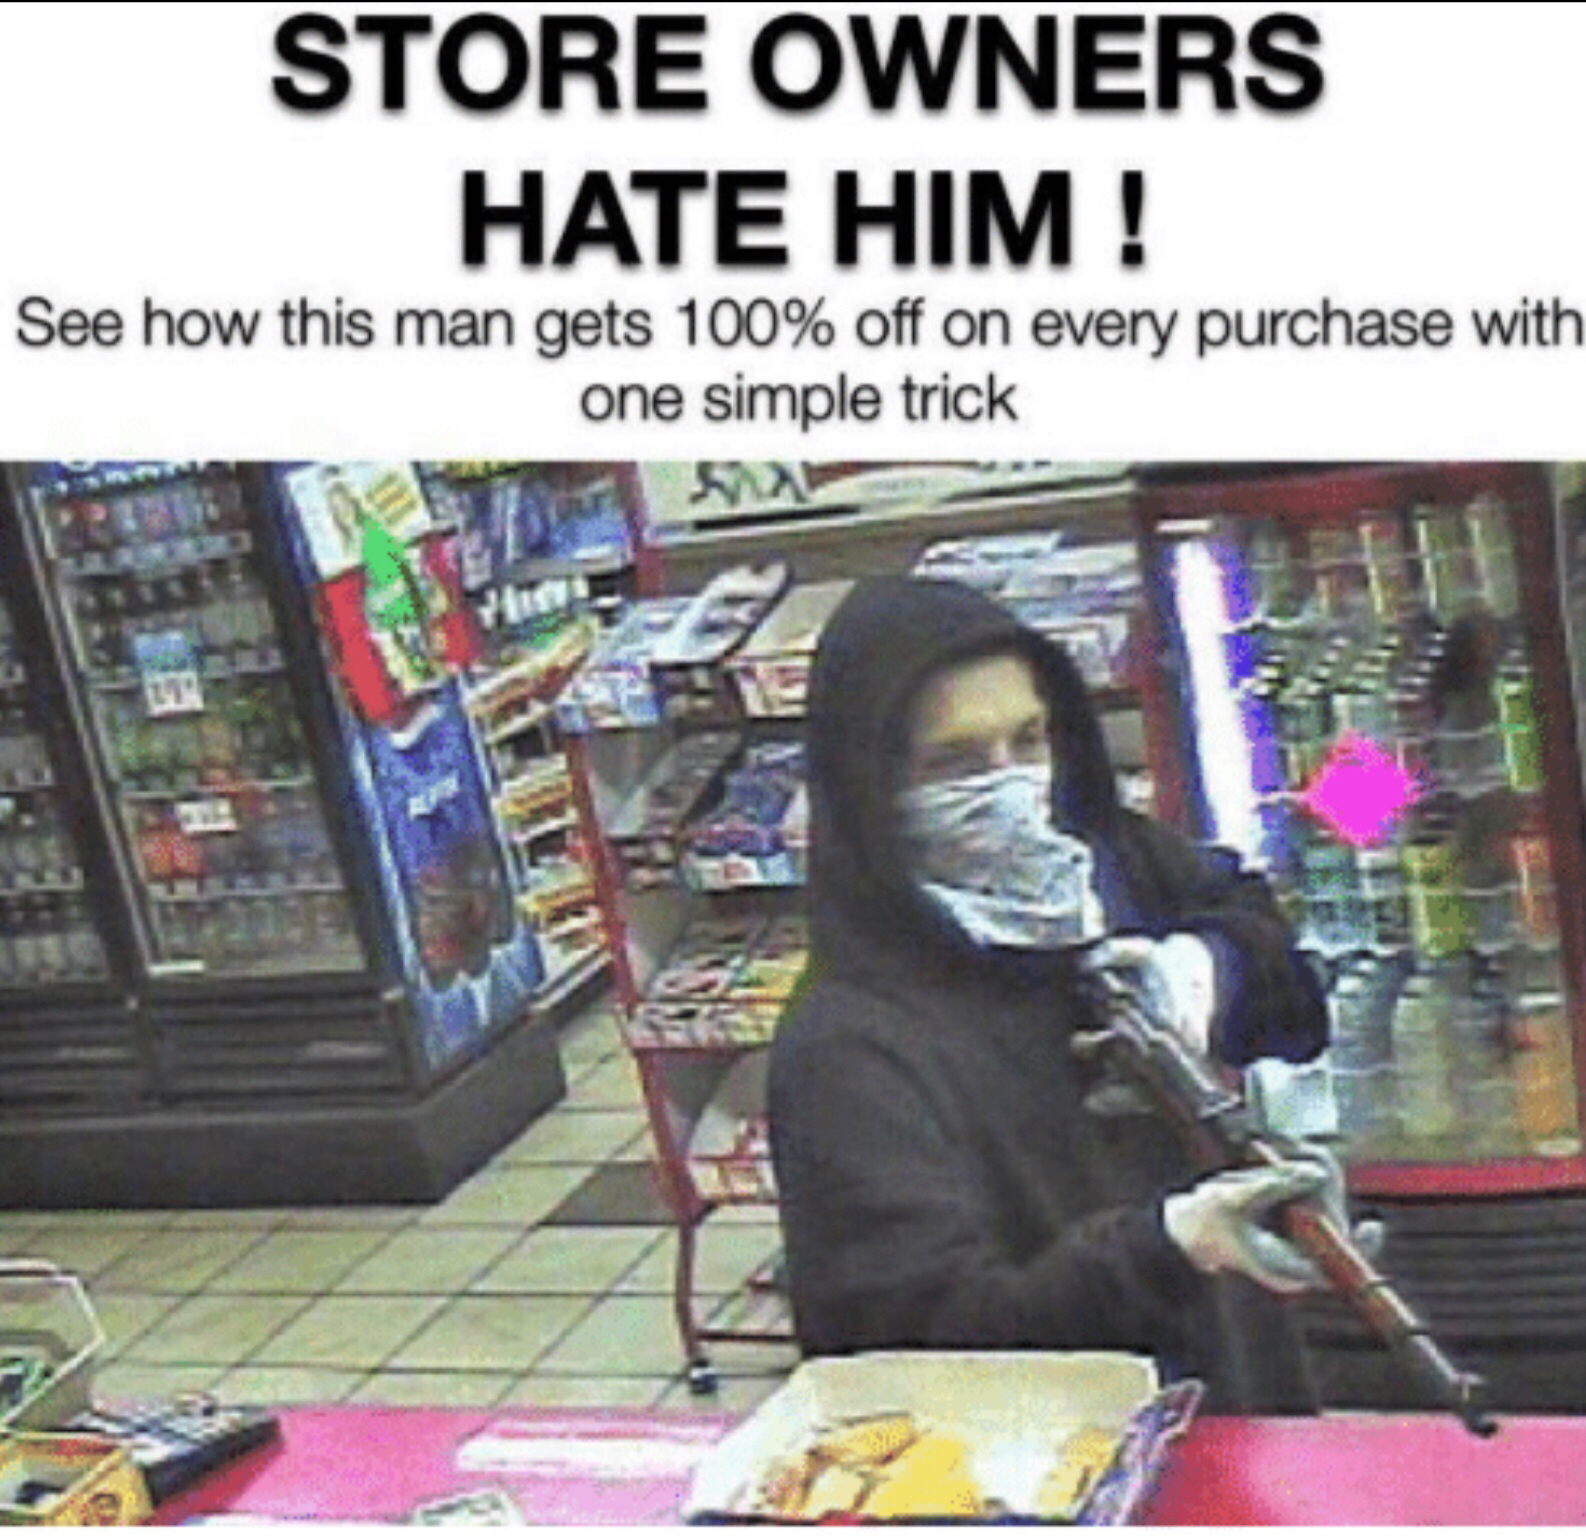 STORE OWNERS
HATE HIM !
See how this man gets 100% off on every purchase with
one simple trick